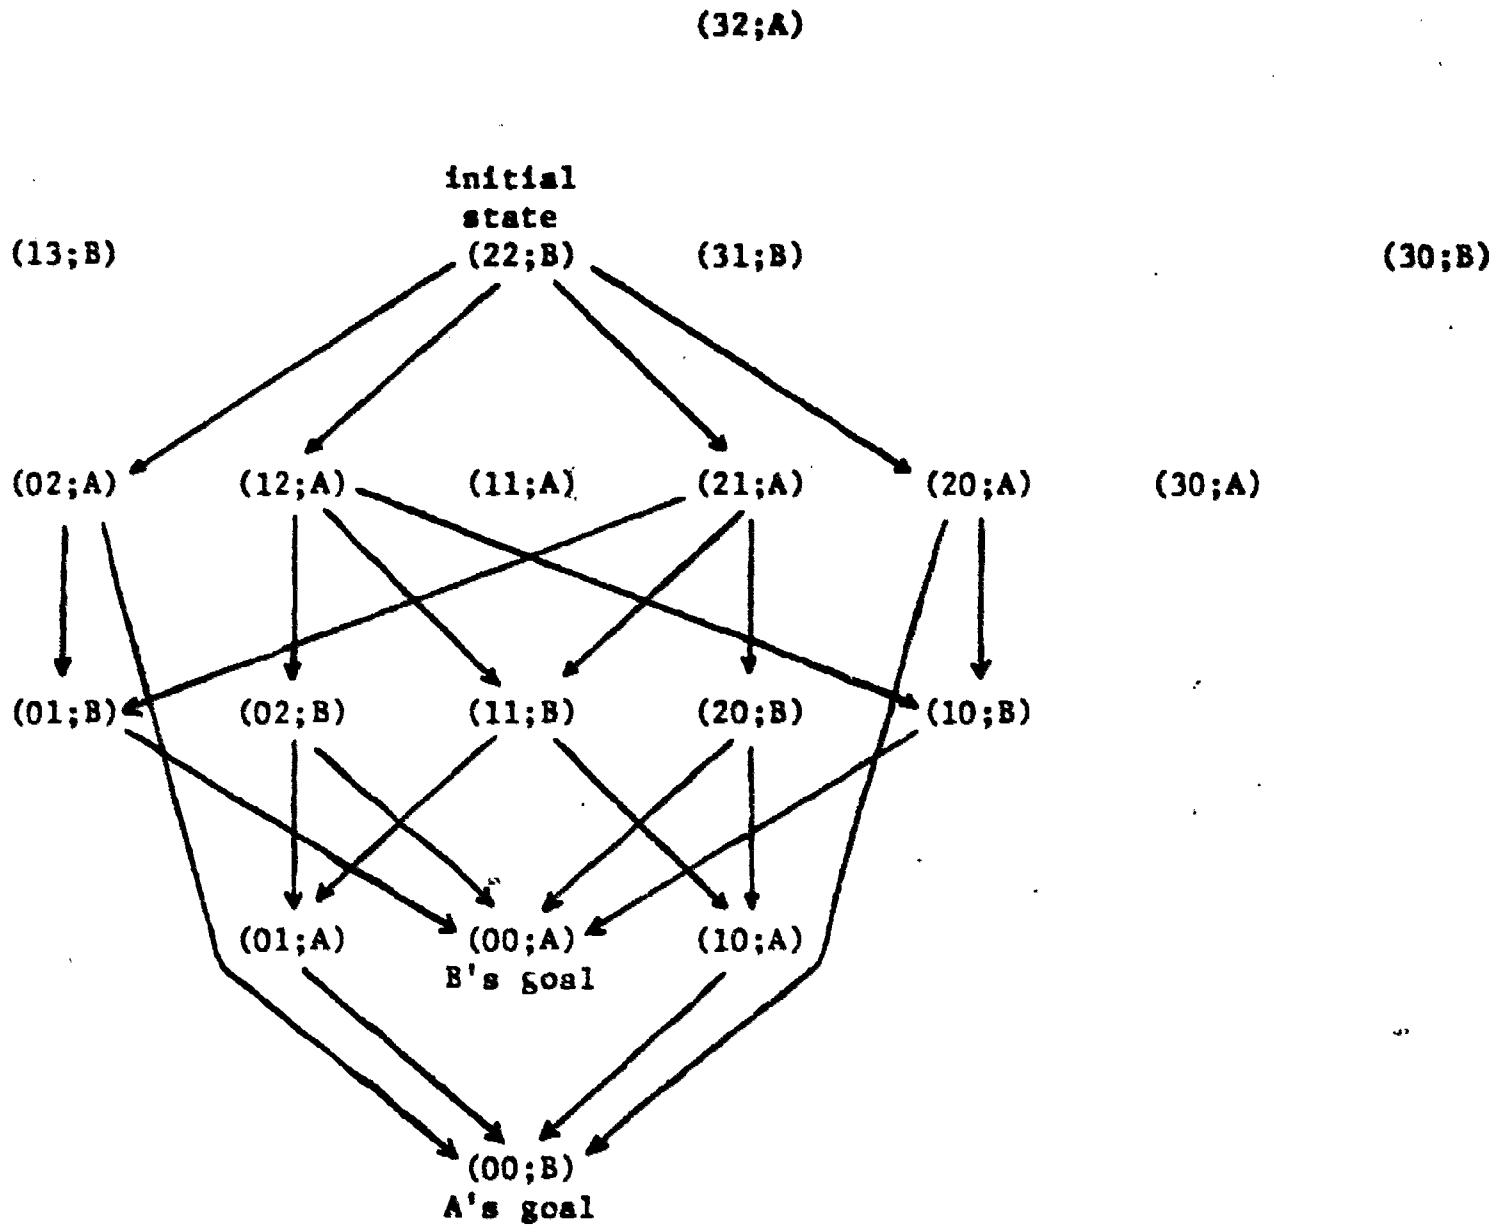 (32;A)
initial
state
(13;B) (22;B) (31;B) (30;B)
(02;A) (12;A) (11;A) (21;A) (20;A) (30;A)
(01;B) (02;B) (11;B) (20;B) (10;B)
(01;A) (00;A) (10;A)
B's goal
(00;B)
A's goal